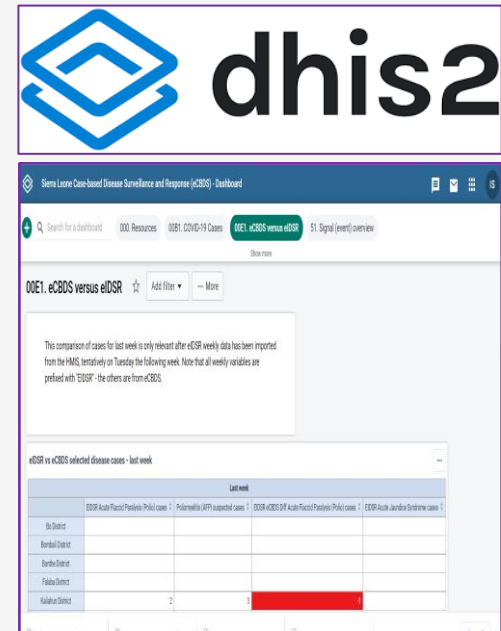 dhis2
Sierra Leone Case-based Disease Surveillance and Response (eCBDS) - Dashboard
IS
Search for a dashboard 000. Resources 00B1. COVID-19 Cases 00E1. eCBDS versus eIDSR 51. Signal (event) overview
Show more
00E1. eCBDS versus eIDSR Add filter More
This comparison of cases for last week is only relevant after eIDSR weekly data has been imported
from the HMIS, tentatively on Tuesday the following week. Note that all weekly variables are
prefixed with "EIDSR" - the others are from eCBDS.
eIDSR vs eCBDS selected disease cases - last week
Last week
EIDSR Acute Flaccid Paralysis (Polio) cases Poliomyelitis (AFP) suspected cases EIDSR eCBDS Diff Acute Flaccid Paralysis (Polio) cases EIDSR Acute Jaundice Syndrome cases
Bo District
Bombali District
Bonthe District
Falaba District
Kailahun District 2 3 -1